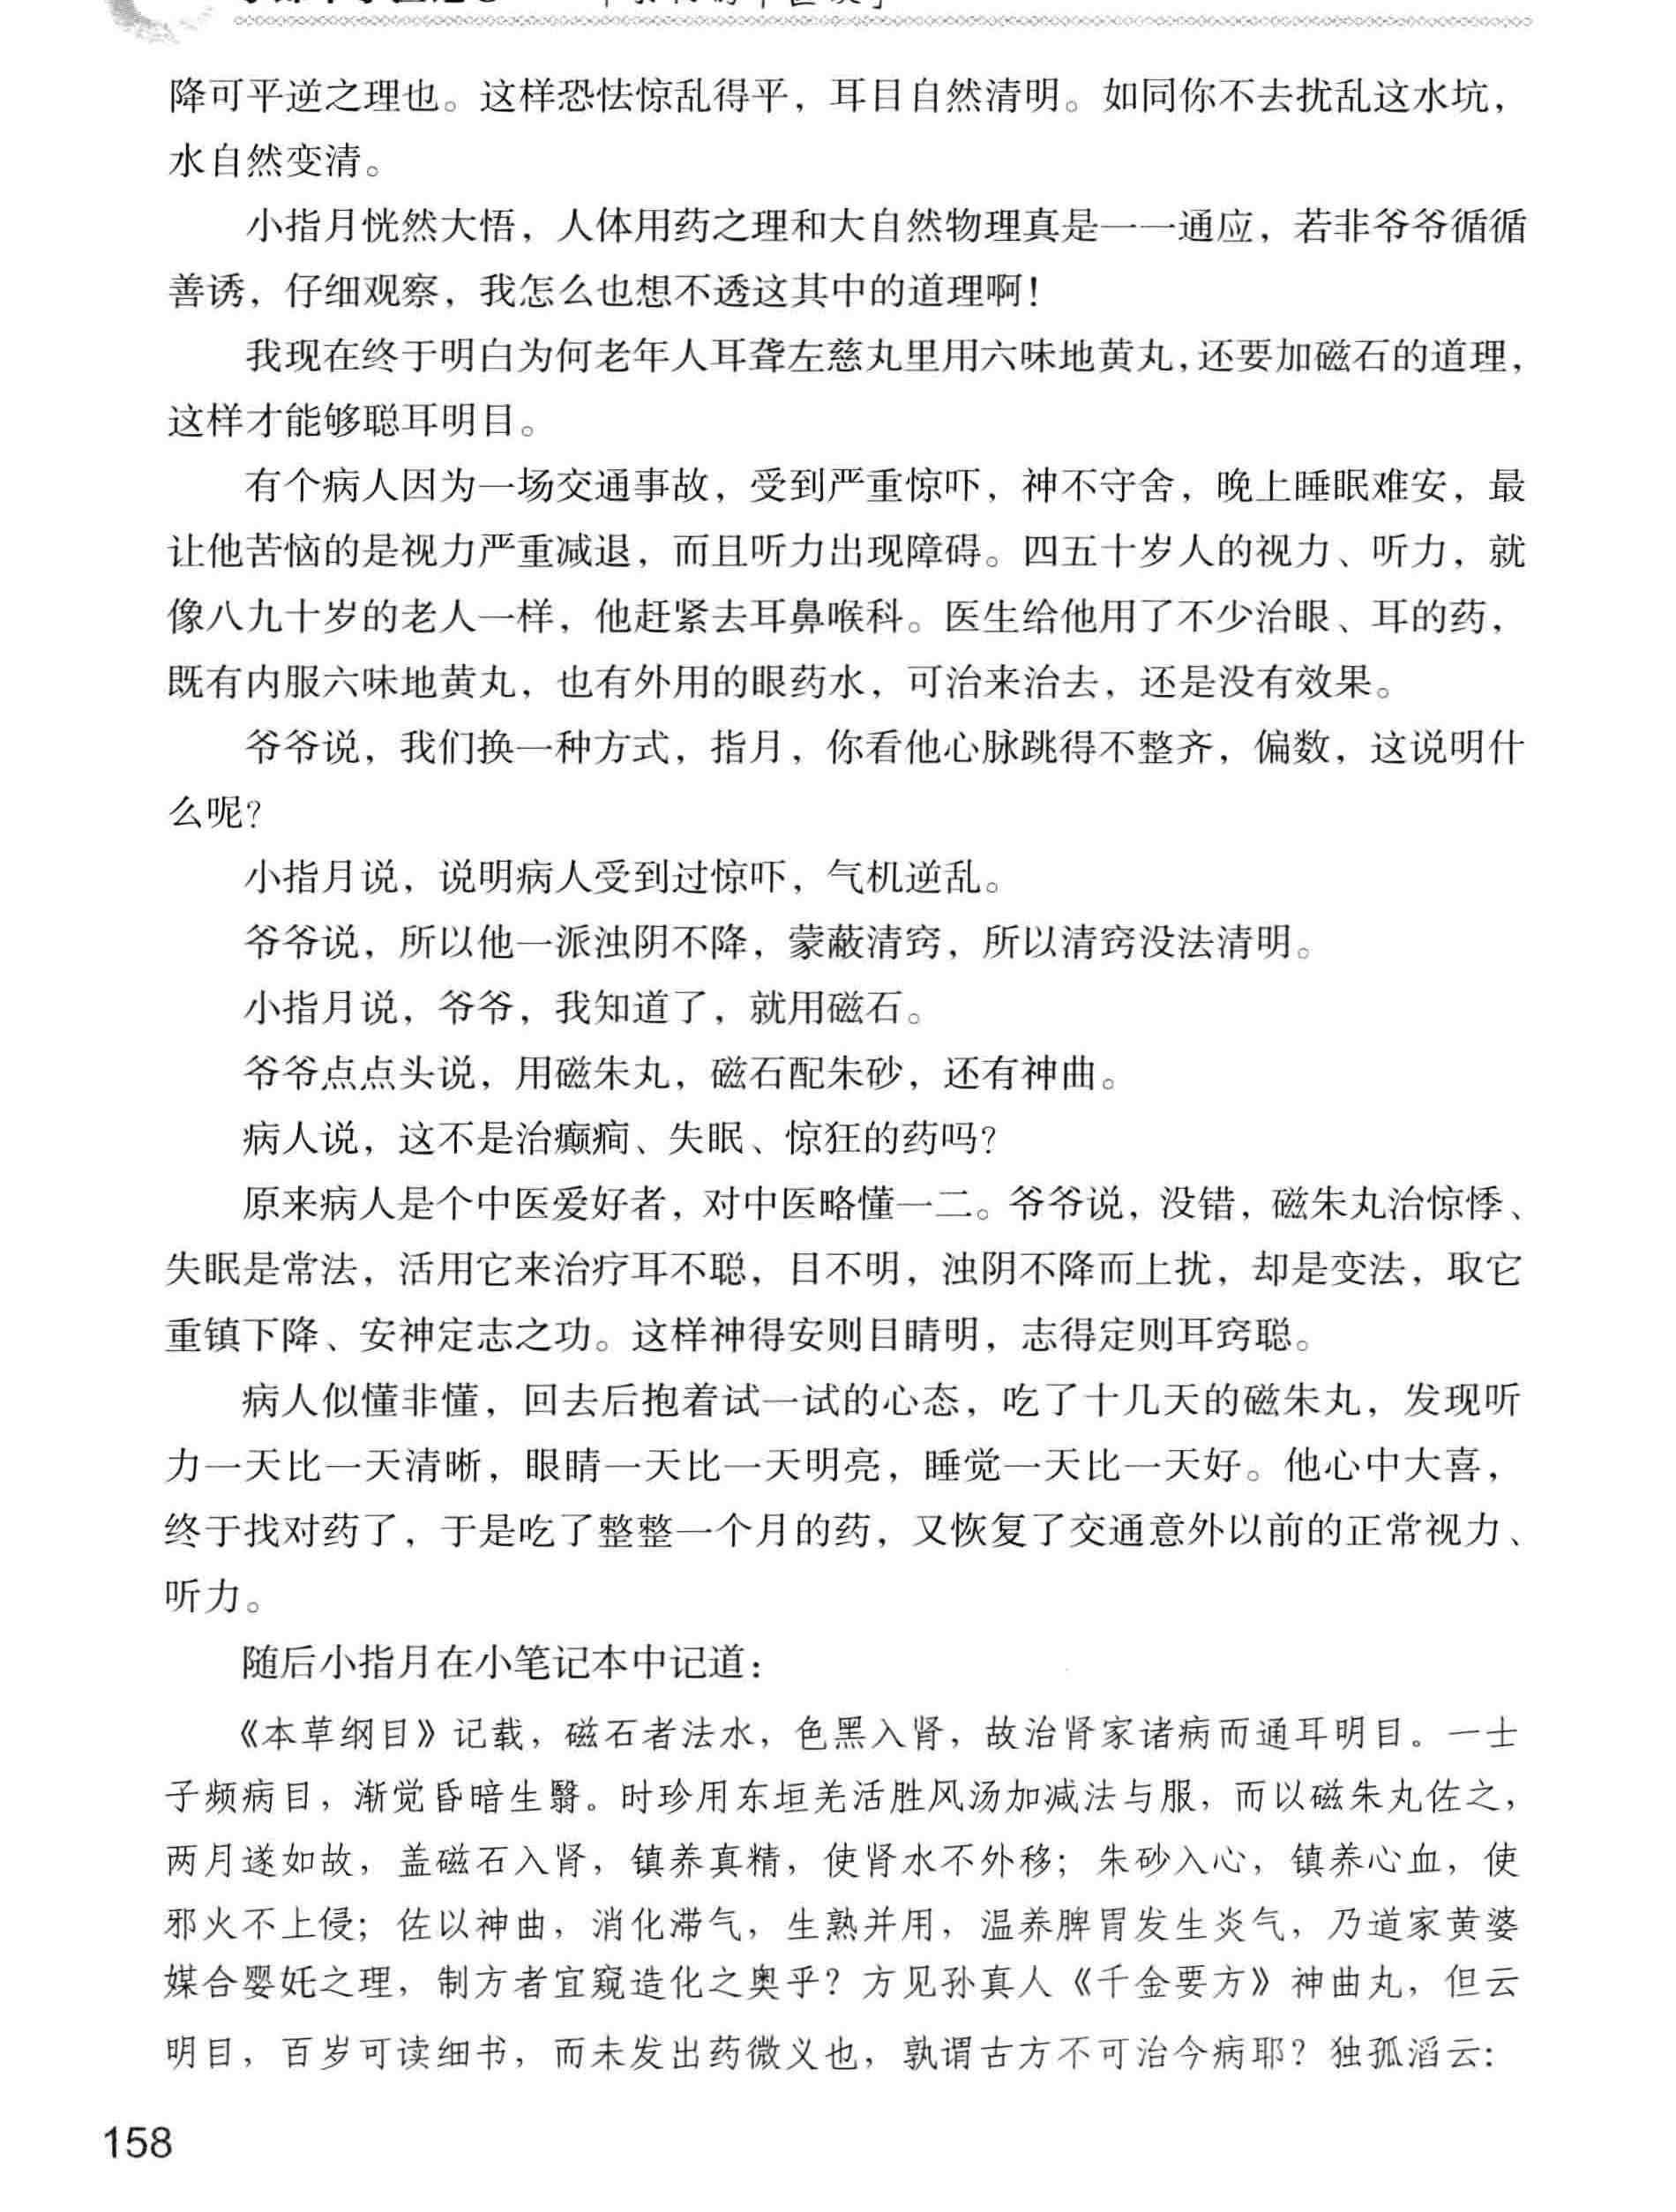 降可平逆之理也。这样恐怯惊乱得平，耳目自然清明。如同你不去扰乱这水坑，
水自然变清。
小指月恍然大悟，人体用药之理和大自然物理真是一一通应，若非爷爷循循
善诱，仔细观察，我怎么也想不透这其中的道理啊！
我现在终于明白为何老年人耳聋左慈丸里用六味地黄丸，还要加磁石的道理，
这样才能够聪耳明目。
有个病人因为一场交通事故，受到严重惊吓，神不守舍，晚上睡眠难安，最
让他苦恼的是视力严重减退，而且听力出现障碍。四五十岁人的视力、听力，就
像八九十岁的老人一样，他赶紧去耳鼻喉科。医生给他用了不少治眼、耳的药，
既有内服六味地黄丸，也有外用的眼药水，可治来治去，还是没有效果。
爷爷说，我们换一种方式，指月，你看他心脉跳得不整齐，偏数，这说明什
么呢？
小指月说，说明病人受到过惊吓，气机逆乱。
爷爷说，所以他一派浊阴不降，蒙蔽清窍，所以清窍没法清明。
小指月说，爷爷，我知道了，就用磁石。
爷爷点点头说，用磁朱丸，磁石配朱砂，还有神曲。
病人说，这不是治癫痫、失眠、惊狂的药吗？
原来病人是个中医爱好者，对中医略懂一二。爷爷说，没错，磁朱丸治惊悸、
失眠是常法，活用它来治疗耳不聪，目不明，浊阴不降而上扰，却是变法，取它
重镇下降、安神定志之功。这样神得安则目睛明，志得定则耳窍聪。
病人似懂非懂，回去后抱着试一试的心态，吃了十几天的磁朱丸，发现听
力一天比一天清晰，眼睛一天比一天明亮，睡觉一天比一天好。他心中大喜，
终于找对药了，于是吃了整整一个月的药，又恢复了交通意外以前的正常视力、
听力。
随后小指月在小笔记本中记道：
《本草纲目》记载，磁石者法水，色黑入肾，故治肾家诸病而通耳明目。一士
子频病目，渐觉昏暗生翳。时珍用东垣羌活胜风汤加减法与服，而以磁朱丸佐之，
两月遂如故，盖磁石入肾，镇养真精，使肾水不外移；朱砂入心，镇养心血，使
邪火不上侵；佐以神曲，消化滞气，生熟并用，温养脾胃发生炎气，乃道家黄婆
媒合婴妊之理，制方者宜窥造化之奥乎？方见孙真人《千金要方》神曲丸，但云
明目，百岁可读细书，而未发出药微义也，孰谓古方不可治今病耶？独孤滔云：
158